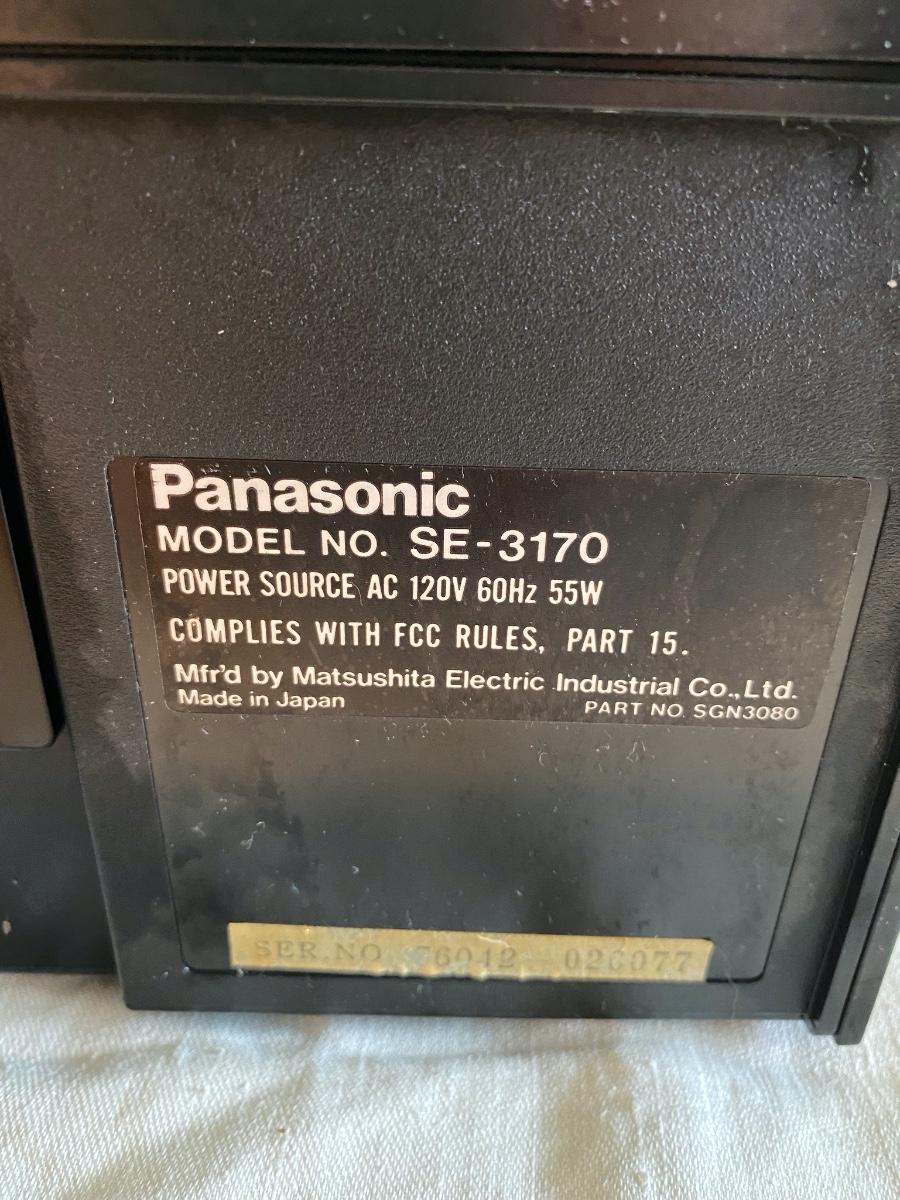 Panasonic
MODEL NO. SE-3170
POWER SOURCE AC 120V 60Hz 55W
COMPLIES WITH FCC RULES, PART 15.
Mfr'd by Matsushita Electric Industrial Co., Ltd.
Made in Japan
PART NO. SGN3080
SER.NO.